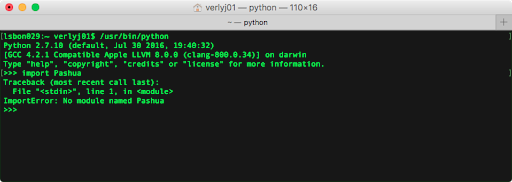 verlyj01 — python — 110×16
~ — python
lsbon029:~ verlyj01$ /usr/bin/python
Python 2.7.10 (default, Jul 30 2016, 19:40:32)
[GCC 4.2.1 Compatible Apple LLVM 8.0.0 (clang-800.0.34)] on darwin
Type "help", "copyright", "credits" or "license" for more information.
[>>> import Pashua
Traceback (most recent call last):
  File "<stdin>", line 1, in <module>
ImportError: No module named Pashua
>>>